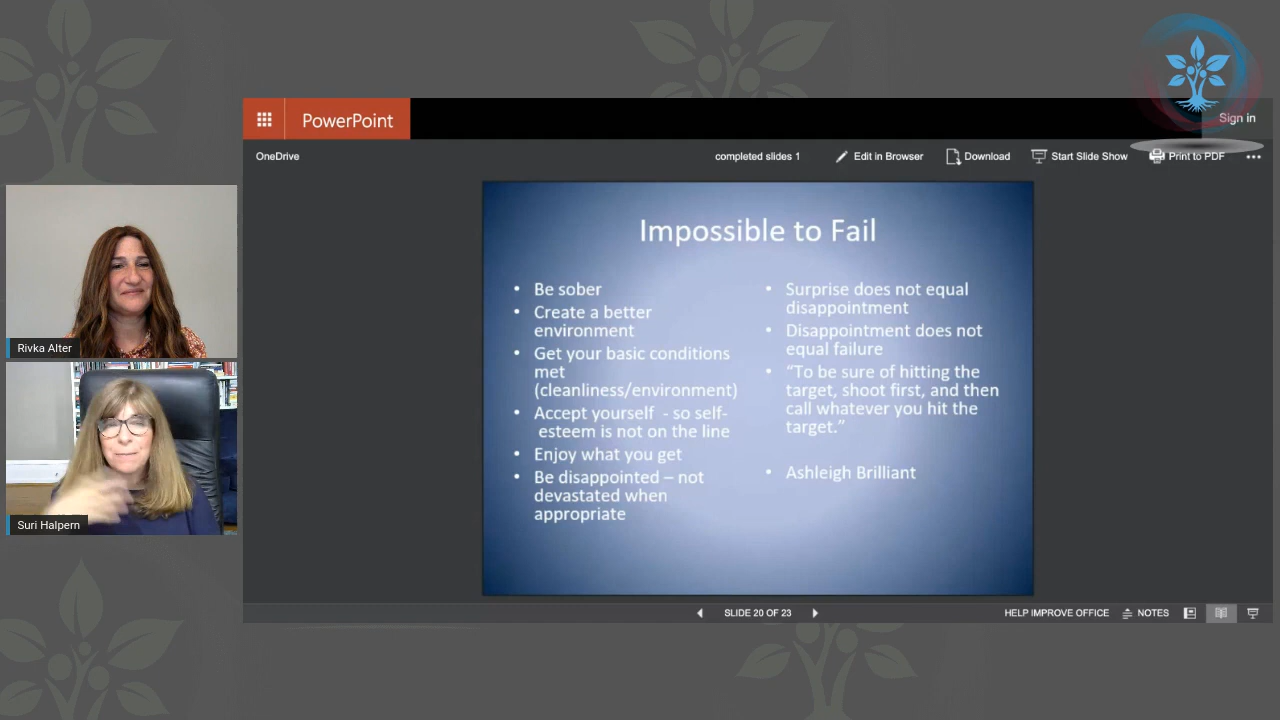 PowerPoint
Sign in
OneDrive
completed slides 1
Edit in Browser
Download
Start Slide Show
Print to PDF
Impossible to Fail
• Be sober
• Create a better
environment
• Get your basic conditions
met
(cleanliness/environment)
• Accept yourself - so self-
esteem is not on the line
• Enjoy what you get
• Be disappointed – not
devastated when
appropriate
• Surprise does not equal
disappointment
• Disappointment does not
equal failure
• “To be sure of hitting the
target, shoot first, and then
call whatever you hit the
target.”
• Ashleigh Brilliant
Rivka Alter
Suri Halpern
SLIDE 20 OF 23
HELP IMPROVE OFFICE
NOTES